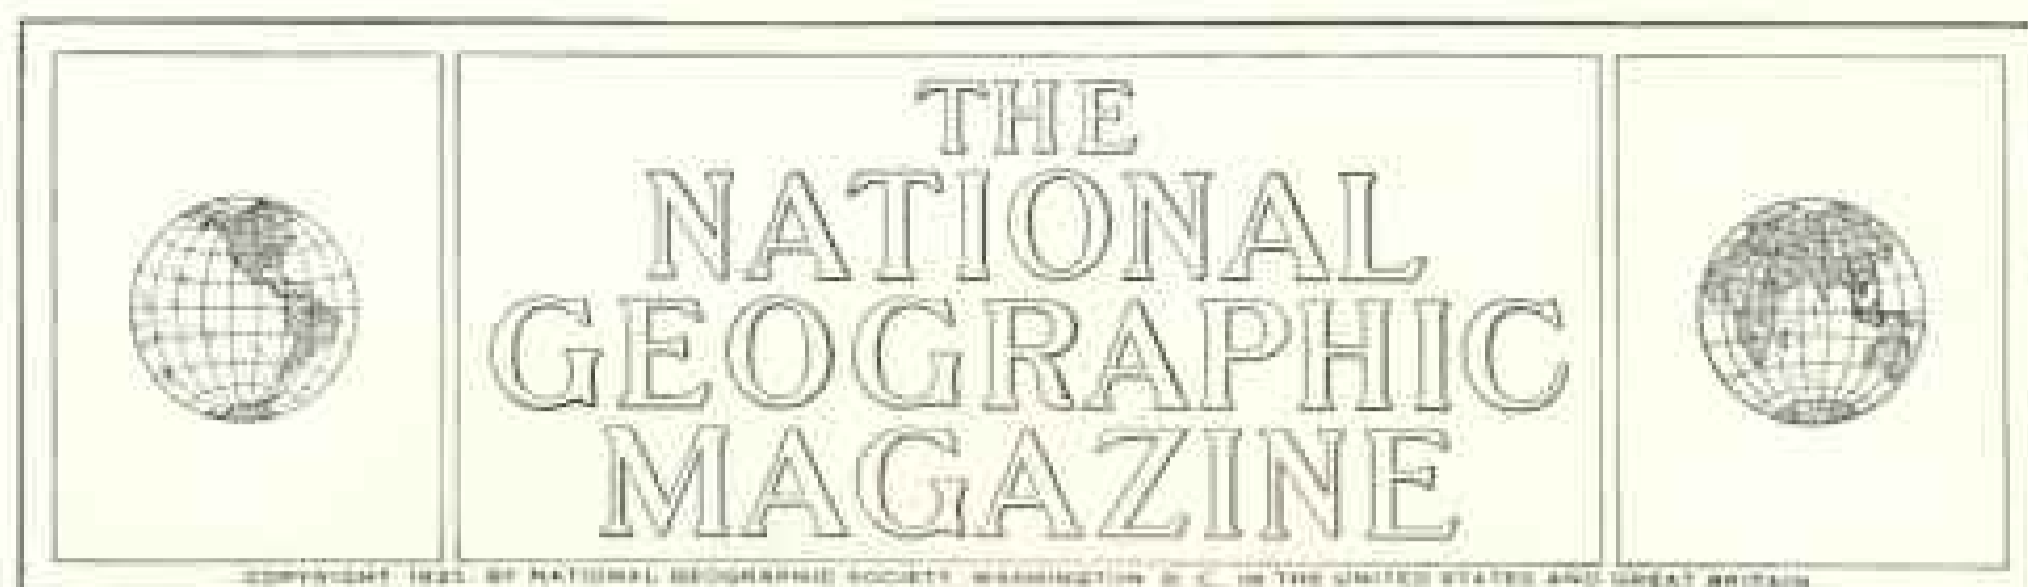 THE
NATIONAL
GEOGRAPHIC
MAGAZINE
COPYRIGHT BY NATIONAL GEOGRAPHIC SOCIETY WASHINGTON D. C. IN THE UNITED STATES AND GREAT BRITAIN